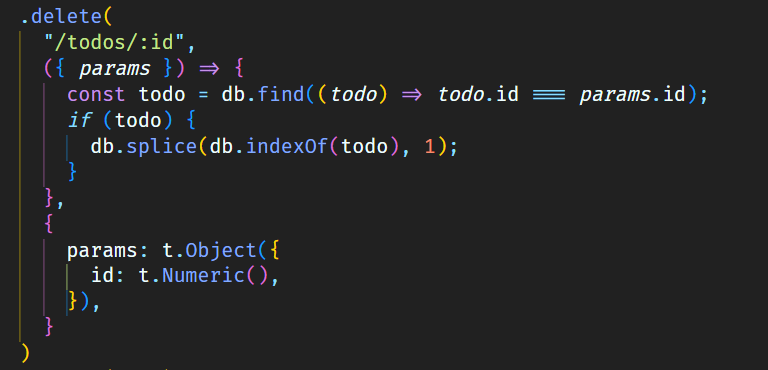 .delete(
  "/todos/:id",
  ({ params }) => {
    const todo = db.find((todo) => todo.id === params.id);
    if (todo) {
      db.splice(db.indexOf(todo), 1);
    }
  },
  {
    params: t.Object({
      id: t.Numeric(),
    }),
  }
)